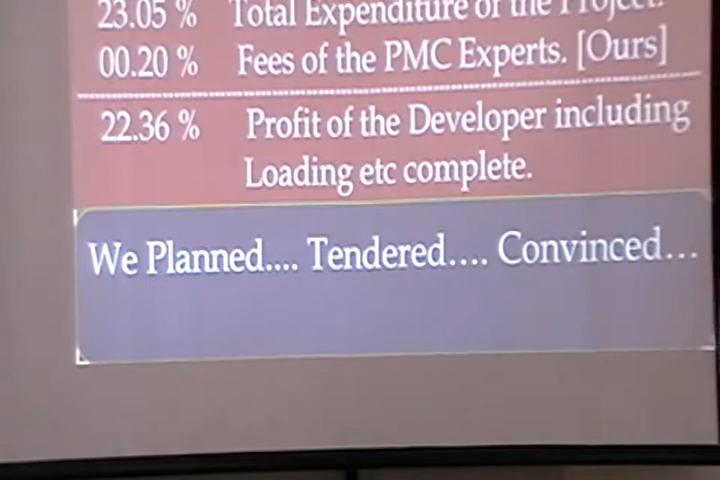 23.05 % Total Expenditure of the Project.
00.20 % Fees of the PMC Experts. [Ours]
22.36 % Profit of the Developer including
Loading etc complete.
We Planned.... Tendered.... Convinced...